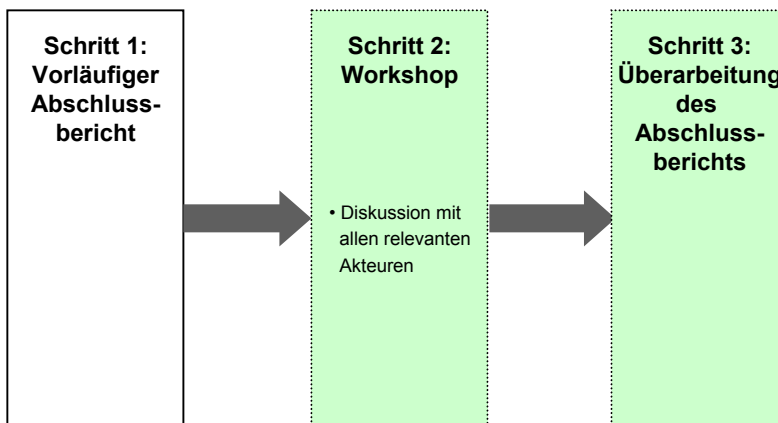 Schritt 1:
Vorläufiger
Abschluss-
bericht
Schritt 2:
Workshop
• Diskussion mit
allen relevanten
Akteuren
Schritt 3:
Überarbeitung
des
Abschluss-
berichts